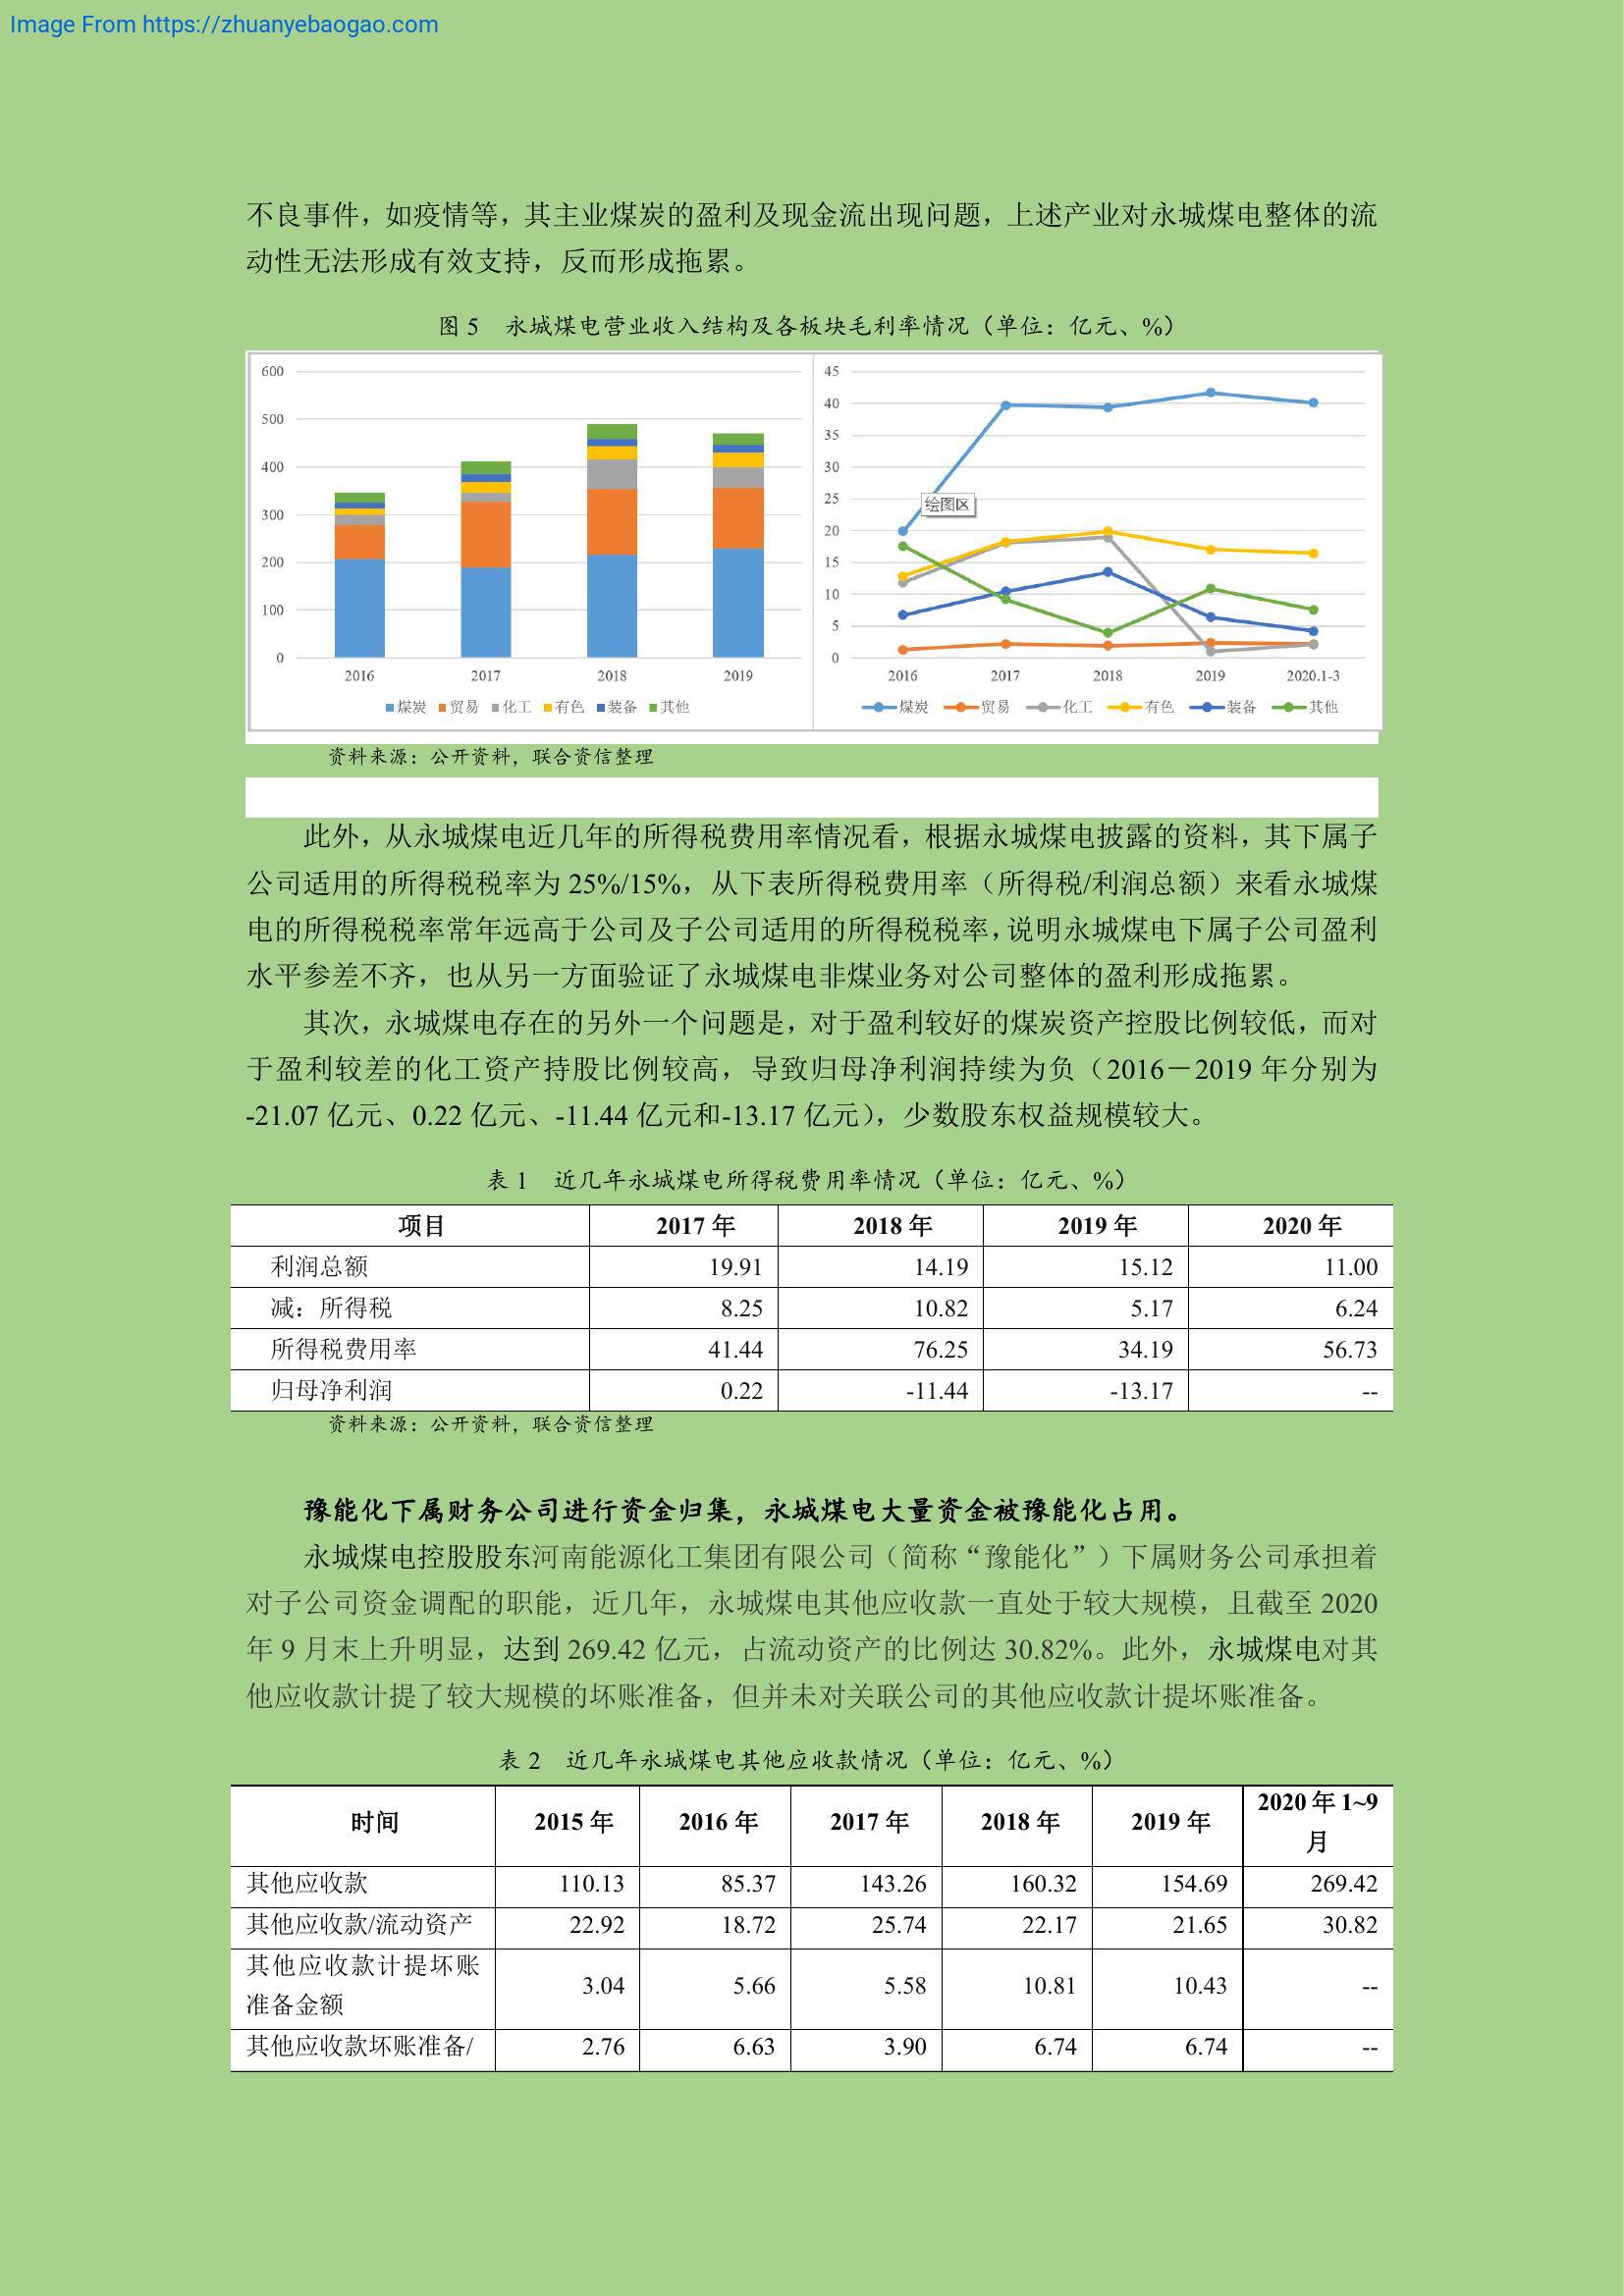 Image From https://zhuanyebaogao.com
不良事件，如疫情等，其主业煤炭的盈利及现金流出现问题，上述产业对永城煤电整体的流
动性无法形成有效支持，反而形成拖累。
图 5 永城煤电营业收入结构及各板块毛利率情况（单位：亿元、%）
600
500
400
300
200
100
0
2016 2017 2018 2019
煤炭 贸易 化工 有色 装备 其他
45
40
35
30
25
20
15
10
5
0
绘图区
2016 2017 2018 2019 2020.1-3
煤炭 贸易 化工 有色 装备 其他
资料来源：公开资料，联合资信整理
此外，从永城煤电近几年的所得税费用率情况看，根据永城煤电披露的资料，其下属子
公司适用的所得税税率为 25%/15%，从下表所得税费用率（所得税/利润总额）来看永城煤
电的所得税税率常年远高于公司及子公司适用的所得税税率，说明永城煤电下属子公司盈利
水平参差不齐，也从另一方面验证了永城煤电非煤业务对公司整体的盈利形成拖累。
其次，永城煤电存在的另外一个问题是，对于盈利较好的煤炭资产控股比例较低，而对
于盈利较差的化工资产持股比例较高，导致归母净利润持续为负（2016－2019 年分别为
-21.07 亿元、0.22 亿元、-11.44 亿元和-13.17 亿元），少数股东权益规模较大。
表 1 近几年永城煤电所得税费用率情况（单位：亿元、%）
项目 2017 年 2018 年 2019 年 2020 年
利润总额 19.91 14.19 15.12 11.00
减：所得税 8.25 10.82 5.17 6.24
所得税费用率 41.44 76.25 34.19 56.73
归母净利润 0.22 -11.44 -13.17 --
资料来源：公开资料，联合资信整理
豫能化下属财务公司进行资金归集，永城煤电大量资金被豫能化占用。
永城煤电控股股东河南能源化工集团有限公司（简称“豫能化”）下属财务公司承担着
对子公司资金调配的职能，近几年，永城煤电其他应收款一直处于较大规模，且截至 2020
年 9 月末上升明显，达到 269.42 亿元，占流动资产的比例达 30.82%。此外，永城煤电对其
他应收款计提了较大规模的坏账准备，但并未对关联公司的其他应收款计提坏账准备。
表 2 近几年永城煤电其他应收款情况（单位：亿元、%）
时间 2015 年 2016 年 2017 年 2018 年 2019 年 2020 年 1~9
月
其他应收款 110.13 85.37 143.26 160.32 154.69 269.42
其他应收款/流动资产 22.92 18.72 25.74 22.17 21.65 30.82
其他应收款计提坏账
准备金额 3.04 5.66 5.58 10.81 10.43 --
其他应收款坏账准备/ 2.76 6.63 3.90 6.74 6.74 --